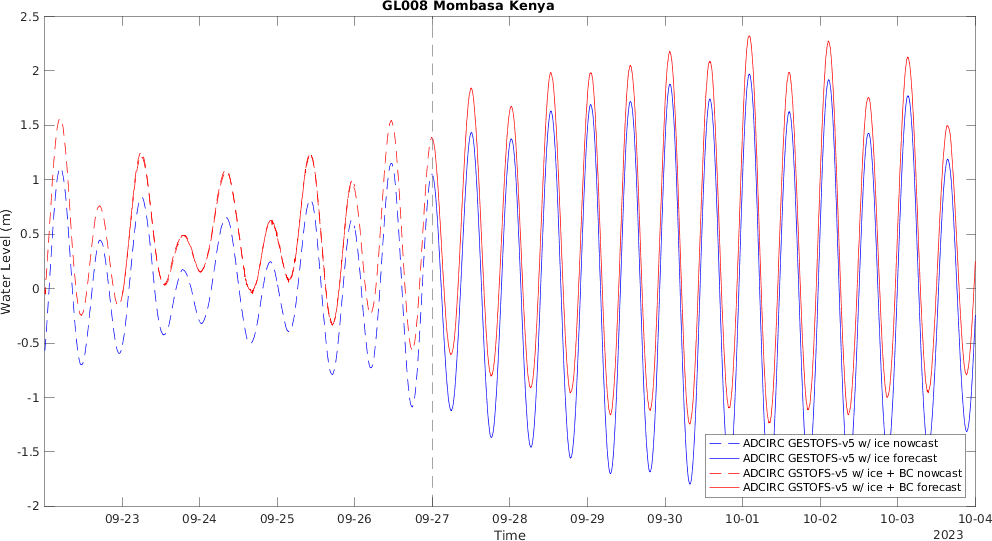 GL008 Mombasa Kenya
2.5
2
1.5
1
0.5
0
-0.5
-1
-1.5
-2
Water Level (m)
ADCIRC GESTOFS-v5 w/ ice nowcast
ADCIRC GESTOFS-v5 w/ ice forecast
ADCIRC GSTOFS-v5 w/ ice + BC nowcast
ADCIRC GSTOFS-v5 w/ ice + BC forecast
09-23 09-24 09-25 09-26 09-27 09-28 09-29 09-30 10-01 10-02 10-03 10-04
Time
2023